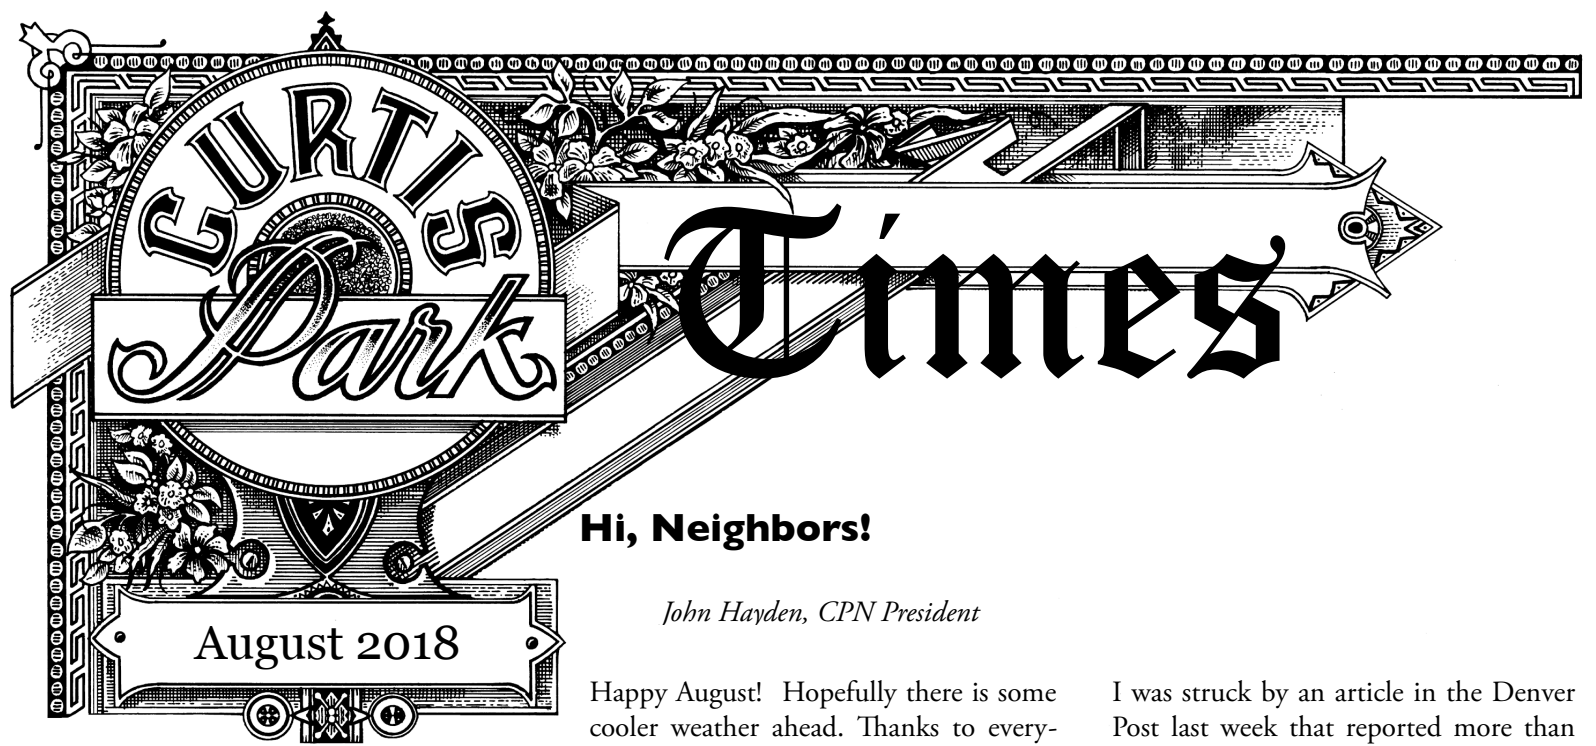 CURTIS
Park
Times
Hi, Neighbors!
John Hayden, CPN President
August 2018
Happy August!  Hopefully there is some
cooler weather ahead. Thanks to every-
I was struck by an article in the Denver
Post last week that reported more than